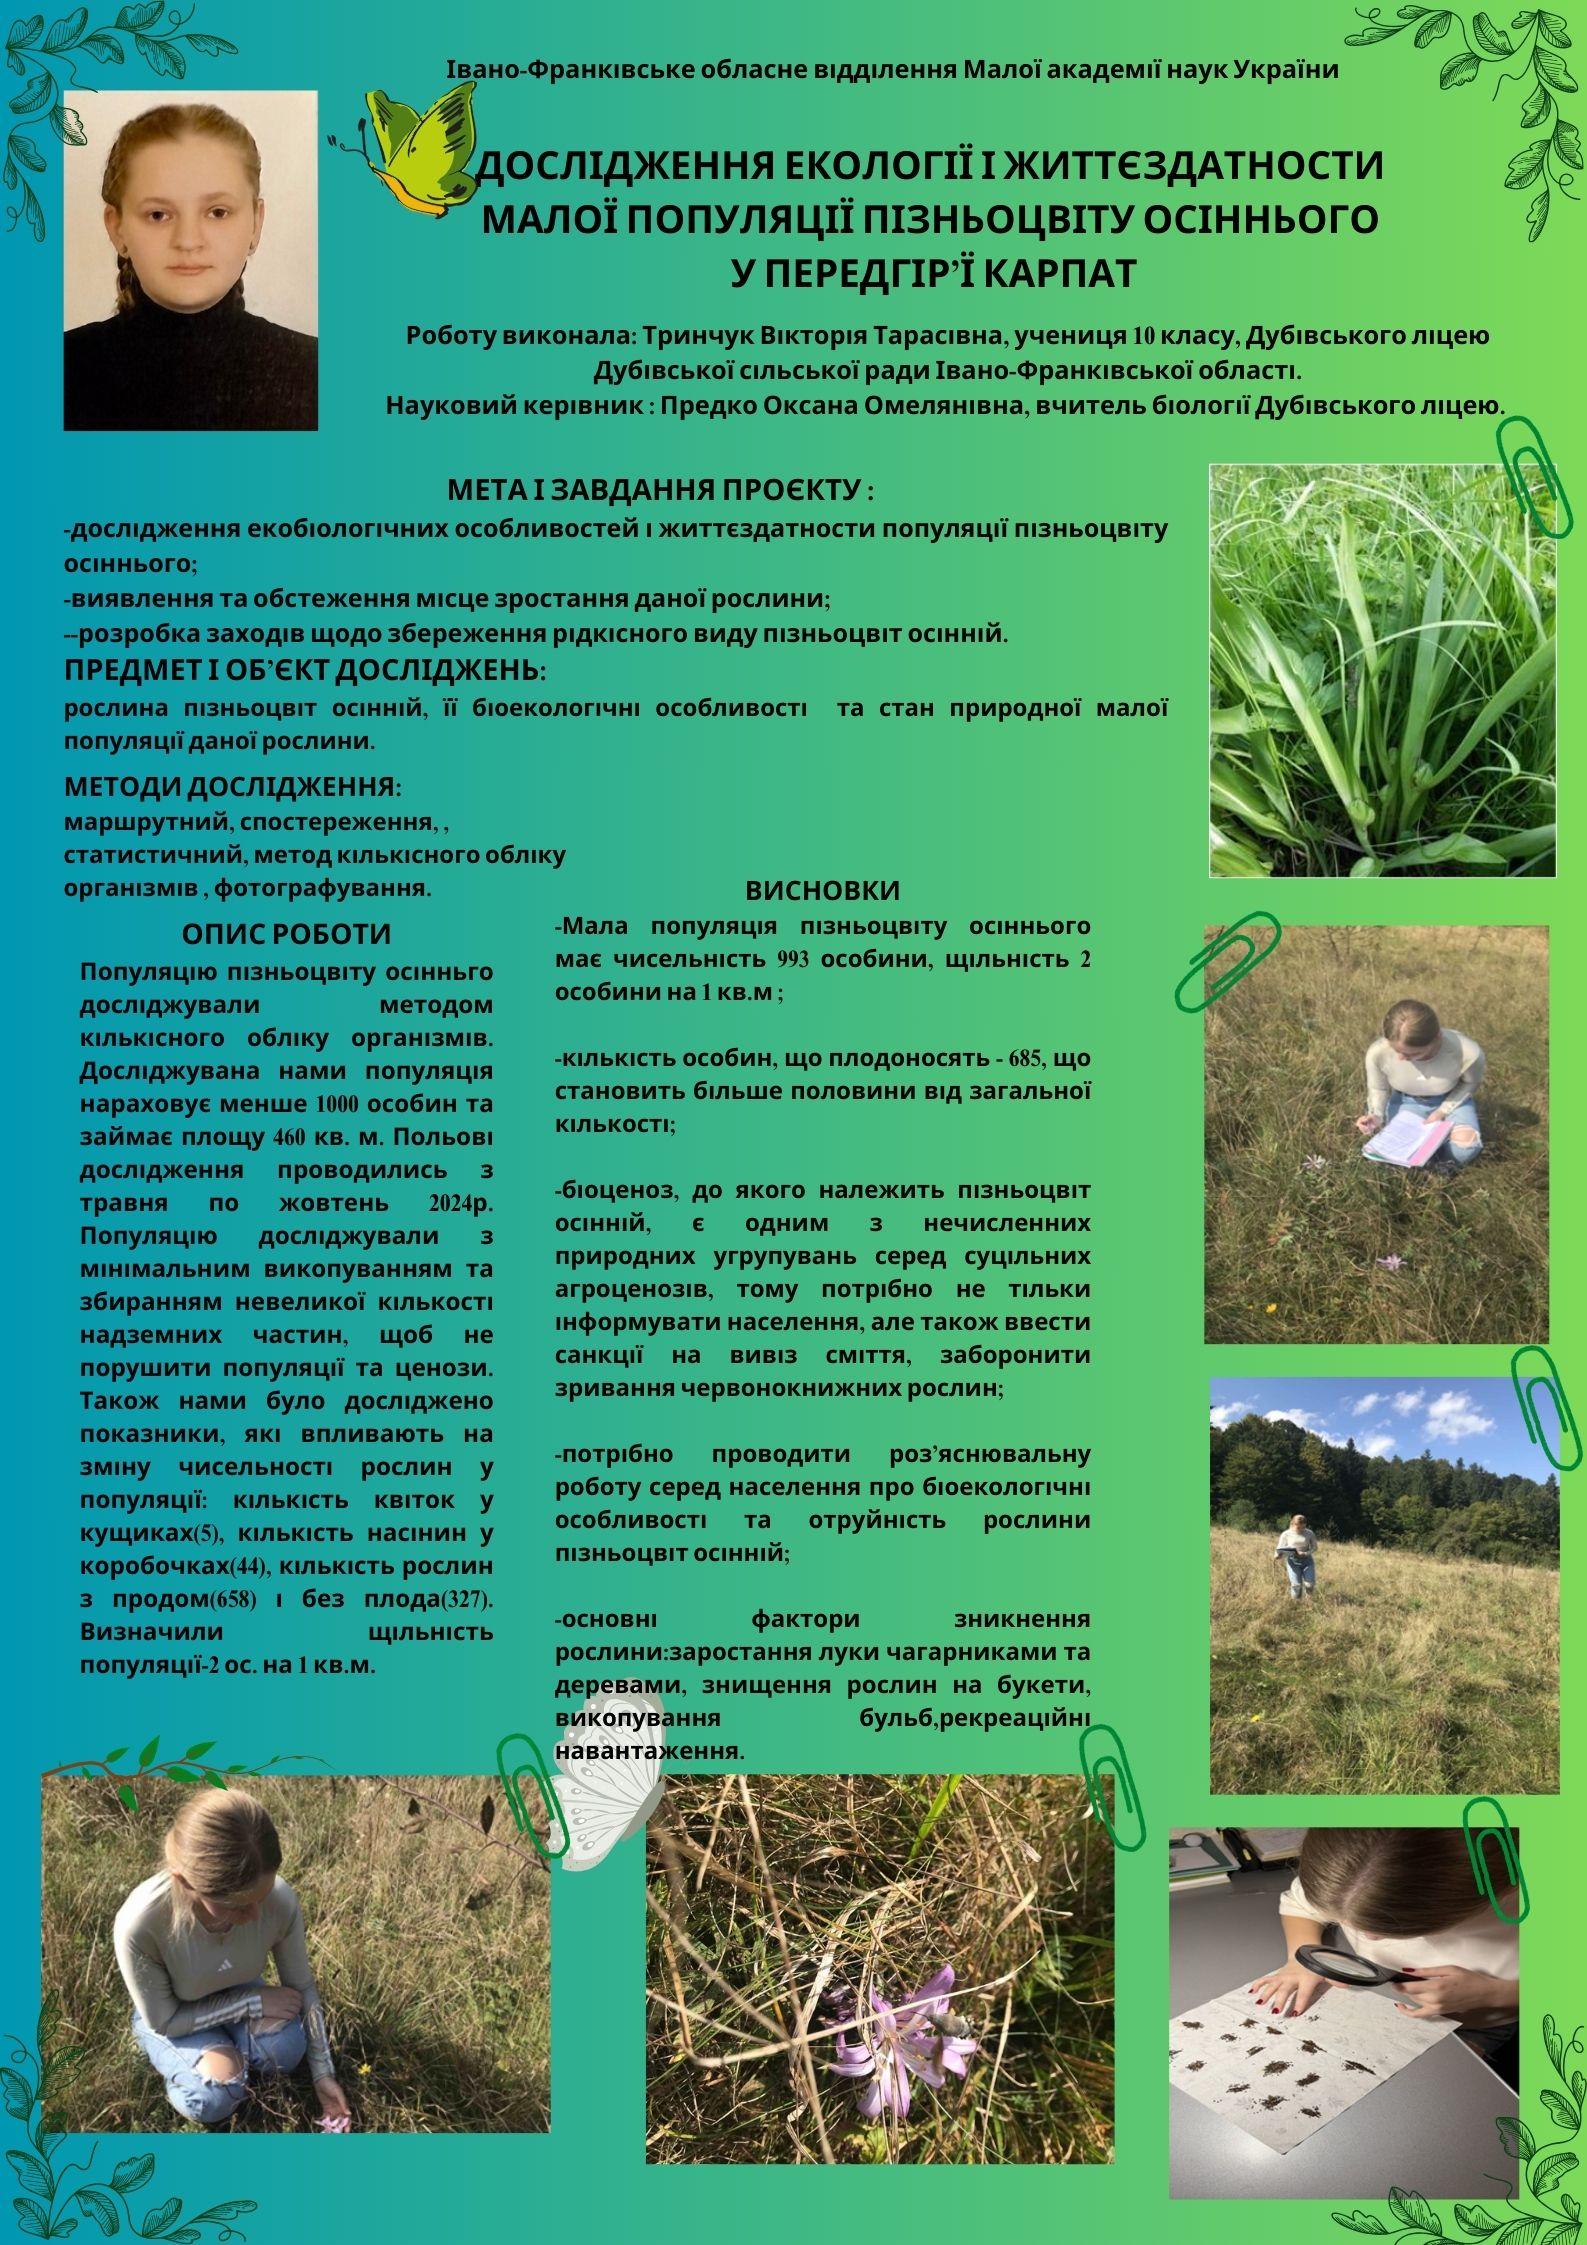 Івано-Франківське обласне відділення Малої академії наук України
ДОСЛІДЖЕННЯ ЕКОЛОГІЇ І ЖИТТЄЗДАТНОСТИ
МАЛОЇ ПОПУЛЯЦІЇ ПІЗНЬОЦВІТУ ОСІННЬОГО
У ПЕРЕДГІР’Ї КАРПАТ
Роботу виконала: Тринчук Вікторія Тарасівна, учениця 10 класу, Дубівського ліцею
Дубівської сільської ради Івано-Франківської області.
Науковий керівник : Предко Оксана Омелянівна, вчитель біології Дубівського ліцею.
МЕТА І ЗАВДАННЯ ПРОЄКТУ :
-дослідження екобіологічних особливостей і життєздатности популяції пізньоцвіту
осіннього;
-виявлення та обстеження місце зростання даної рослини;
--розробка заходів щодо збереження рідкісного виду пізньоцвіт осінній.
ПРЕДМЕТ І ОБ’ЄКТ ДОСЛІДЖЕНЬ:
рослина пізньоцвіт осінній, її біоекологічні особливості та стан природної малої
популяції даної рослини.
МЕТОДИ ДОСЛІДЖЕННЯ:
маршрутний, спостереження, ,
статистичний, метод кількісного обліку
організмів , фотографування.
ОПИС РОБОТИ
Популяцію пізньоцвіту осінньго
досліджували методом
кількісного обліку організмів.
Досліджувана нами популяція
нараховує менше 1000 особин та
займає площу 460 кв. м. Польові
дослідження проводились з
травня по жовтень 2024р.
Популяцію досліджували з
мінімальним викопуванням та
збиранням невеликої кількості
надземних частин, щоб не
порушити популяції та ценози.
Також нами було досліджено
показники, які впливають на
зміну чисельності рослин у
популяції: кількість квіток у
кущиках(5), кількість насінин у
коробочках(44), кількість рослин
з продом(658) і без плода(327).
Визначили щільність
популяції-2 ос. на 1 кв.м.
ВИСНОВКИ
-Мала популяція пізньоцвіту осіннього
має чисельність 993 особини, щільність 2
особини на 1 кв.м ;
-кількість особин, що плодоносять - 685, що
становить більше половини від загальної
кількості;
-біоценоз, до якого належить пізньоцвіт
осінній, є одним з нечисленних
природних угрупувань серед суцільних
агроценозів, тому потрібно не тільки
інформувати населення, але також ввести
санкції на вивіз сміття, заборонити
зривання червонокнижних рослин;
-потрібно проводити роз’яснювальну
роботу серед населення про біоекологічні
особливості та отруйність рослини
пізньоцвіт осінній;
-основні фактори зникнення
рослини:заростання луки чагарниками та
деревами, знищення рослин на букети,
викопування бульб,рекреаційні
навантаження.